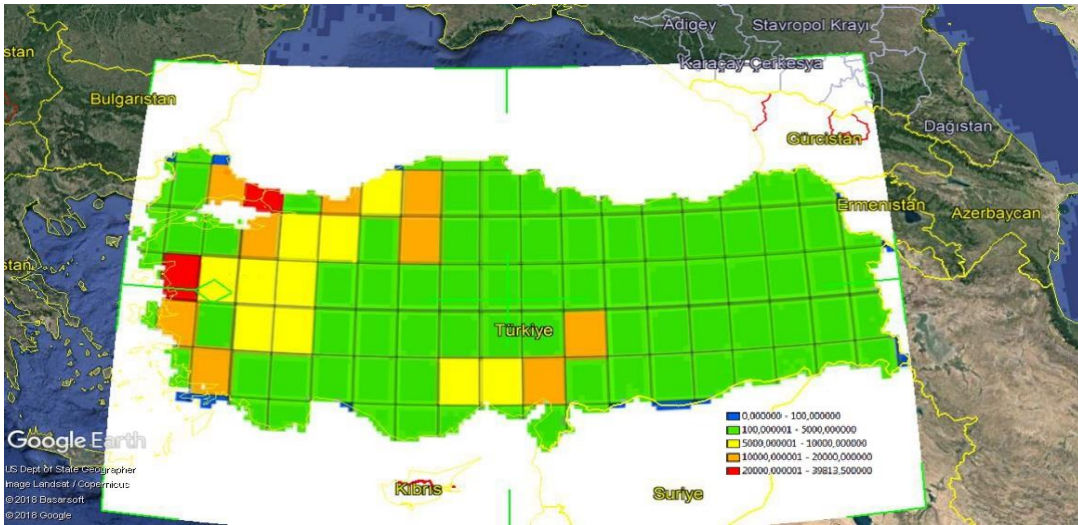 stan
Adigey
Stavropol Krayı
Karaçay-Çerkesya
Bulgaristan
Dağıstan
Gürcistan
Ermenistan
Azerbaycan
stan
Türkiye
0,000000 - 100,000000
100,000001 - 5000,000000
5000,000001 - 10000,000000
10000,000001 - 20000,000000
20000,000001 - 39813,500000
Google Earth
US Dept of State Geographer
Image Landsat / Copernicus
© 2018 Basarsoft
© 2018 Google
Kıbrıs
Suriye